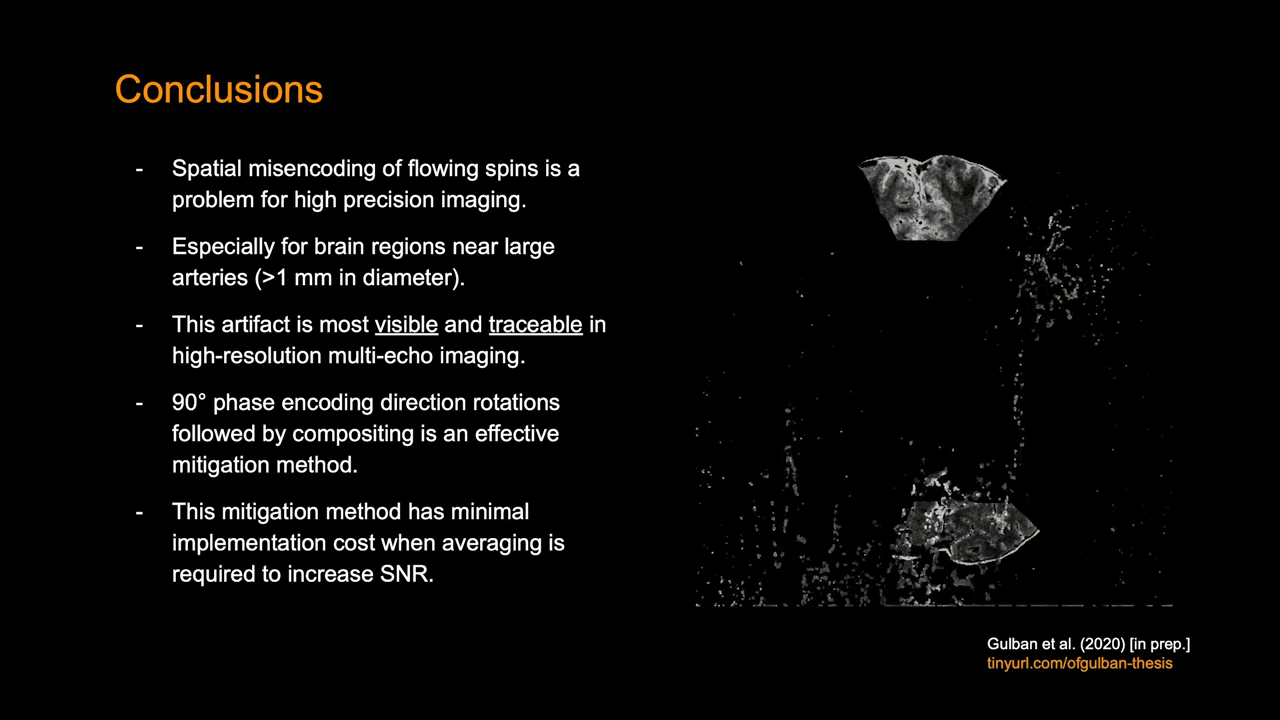 Conclusions
- Spatial misencoding of flowing spins is a
problem for high precision imaging.
- Especially for brain regions near large
arteries (>1 mm in diameter).
- This artifact is most visible and traceable in
high-resolution multi-echo imaging.
- 90° phase encoding direction rotations
followed by compositing is an effective
mitigation method.
- This mitigation method has minimal
implementation cost when averaging is
required to increase SNR.
Gulban et al. (2020) [in prep.]
tinyurl.com/ofgulban-thesis